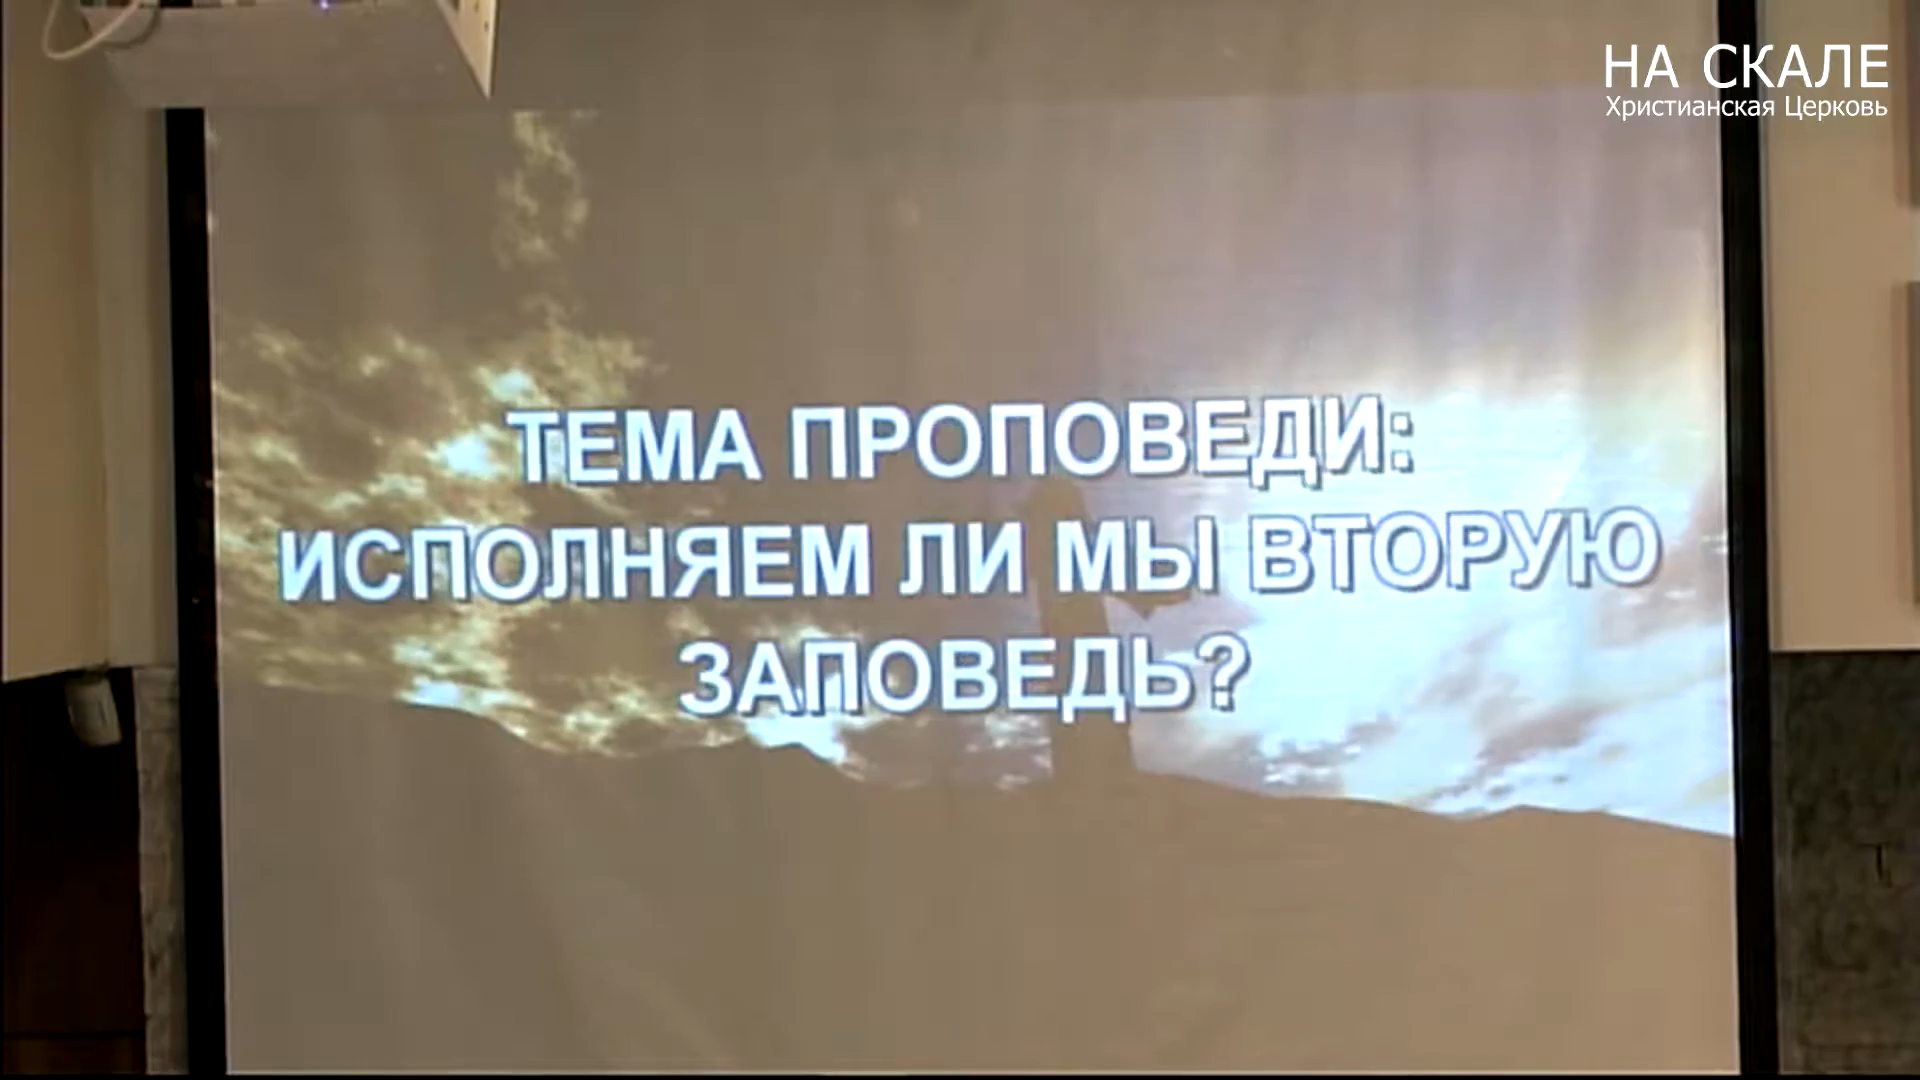 НА СКАЛЕ
Христианская Церковь
ТЕМА ПРОПОВЕДИ:
ИСПОЛНЯЕМ ЛИ МЫ ВТОРУЮ
ЗАПОВЕДЬ?